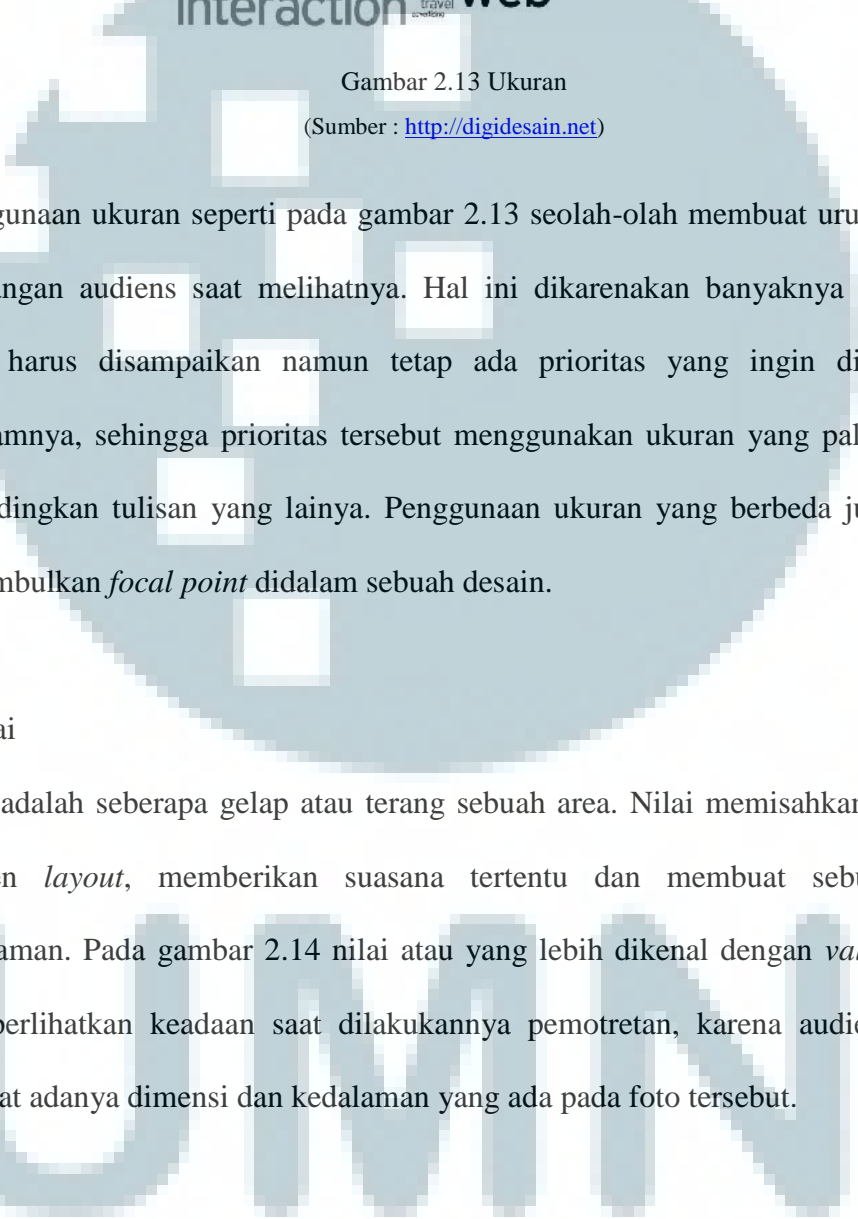 interaction travel web
advertising
Gambar 2.13 Ukuran
(Sumber : http://digidesain.net)
gunaan ukuran seperti pada gambar 2.13 seolah-olah membuat uru
angan audiens saat melihatnya. Hal ini dikarenakan banyaknya
harus disampaikan namun tetap ada prioritas yang ingin di
amnya, sehingga prioritas tersebut menggunakan ukuran yang pal
dingkan tulisan yang lainya. Penggunaan ukuran yang berbeda ju
mbulkan focal point didalam sebuah desain.
ai
adalah seberapa gelap atau terang sebuah area. Nilai memisahkan
en layout, memberikan suasana tertentu dan membuat sebu
aman. Pada gambar 2.14 nilai atau yang lebih dikenal dengan va
perlihatkan keadaan saat dilakukannya pemotretan, karena audie
at adanya dimensi dan kedalaman yang ada pada foto tersebut.
UMN